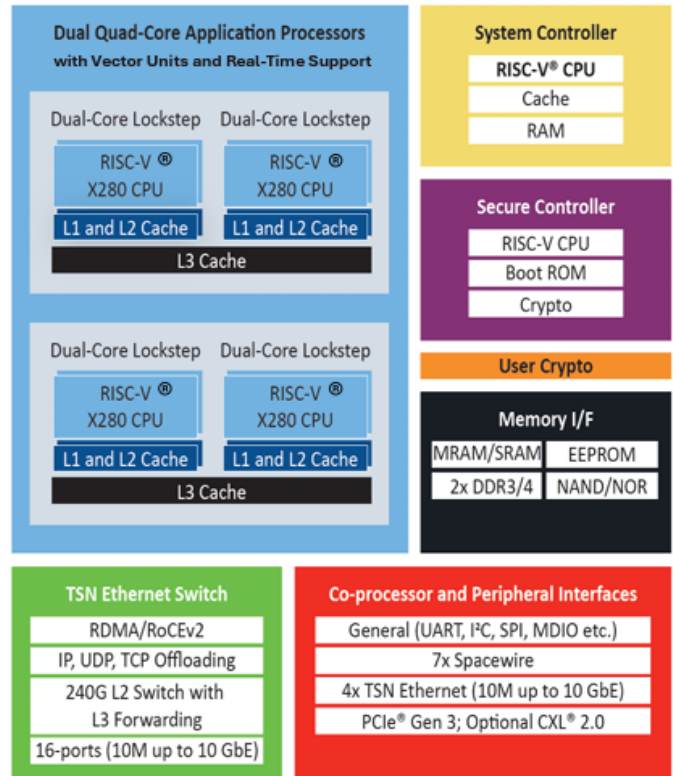 Dual Quad-Core Application Processors
with Vector Units and Real-Time Support
Dual-Core Lockstep
Dual-Core Lockstep
RISC-V ®
X280 CPU
RISC-V ®
X280 CPU
L1 and L2 Cache
L1 and L2 Cache
L3 Cache
Dual-Core Lockstep
Dual-Core Lockstep
RISC-V ®
X280 CPU
RISC-V ®
X280 CPU
L1 and L2 Cache
L1 and L2 Cache
L3 Cache
System Controller
RISC-V® CPU
Cache
RAM
Secure Controller
RISC-V CPU
Boot ROM
Crypto
User Crypto
Memory I/F
MRAM/SRAM
EEPROM
2x DDR3/4
NAND/NOR
TSN Ethernet Switch
RDMA/RoCEv2
IP, UDP, TCP Offloading
240G L2 Switch with
L3 Forwarding
16-ports (10M up to 10 GbE)
Co-processor and Peripheral Interfaces
General (UART, I²C, SPI, MDIO etc.)
7x Spacewire
4x TSN Ethernet (10M up to 10 GbE)
PCIe® Gen 3; Optional CXL® 2.0